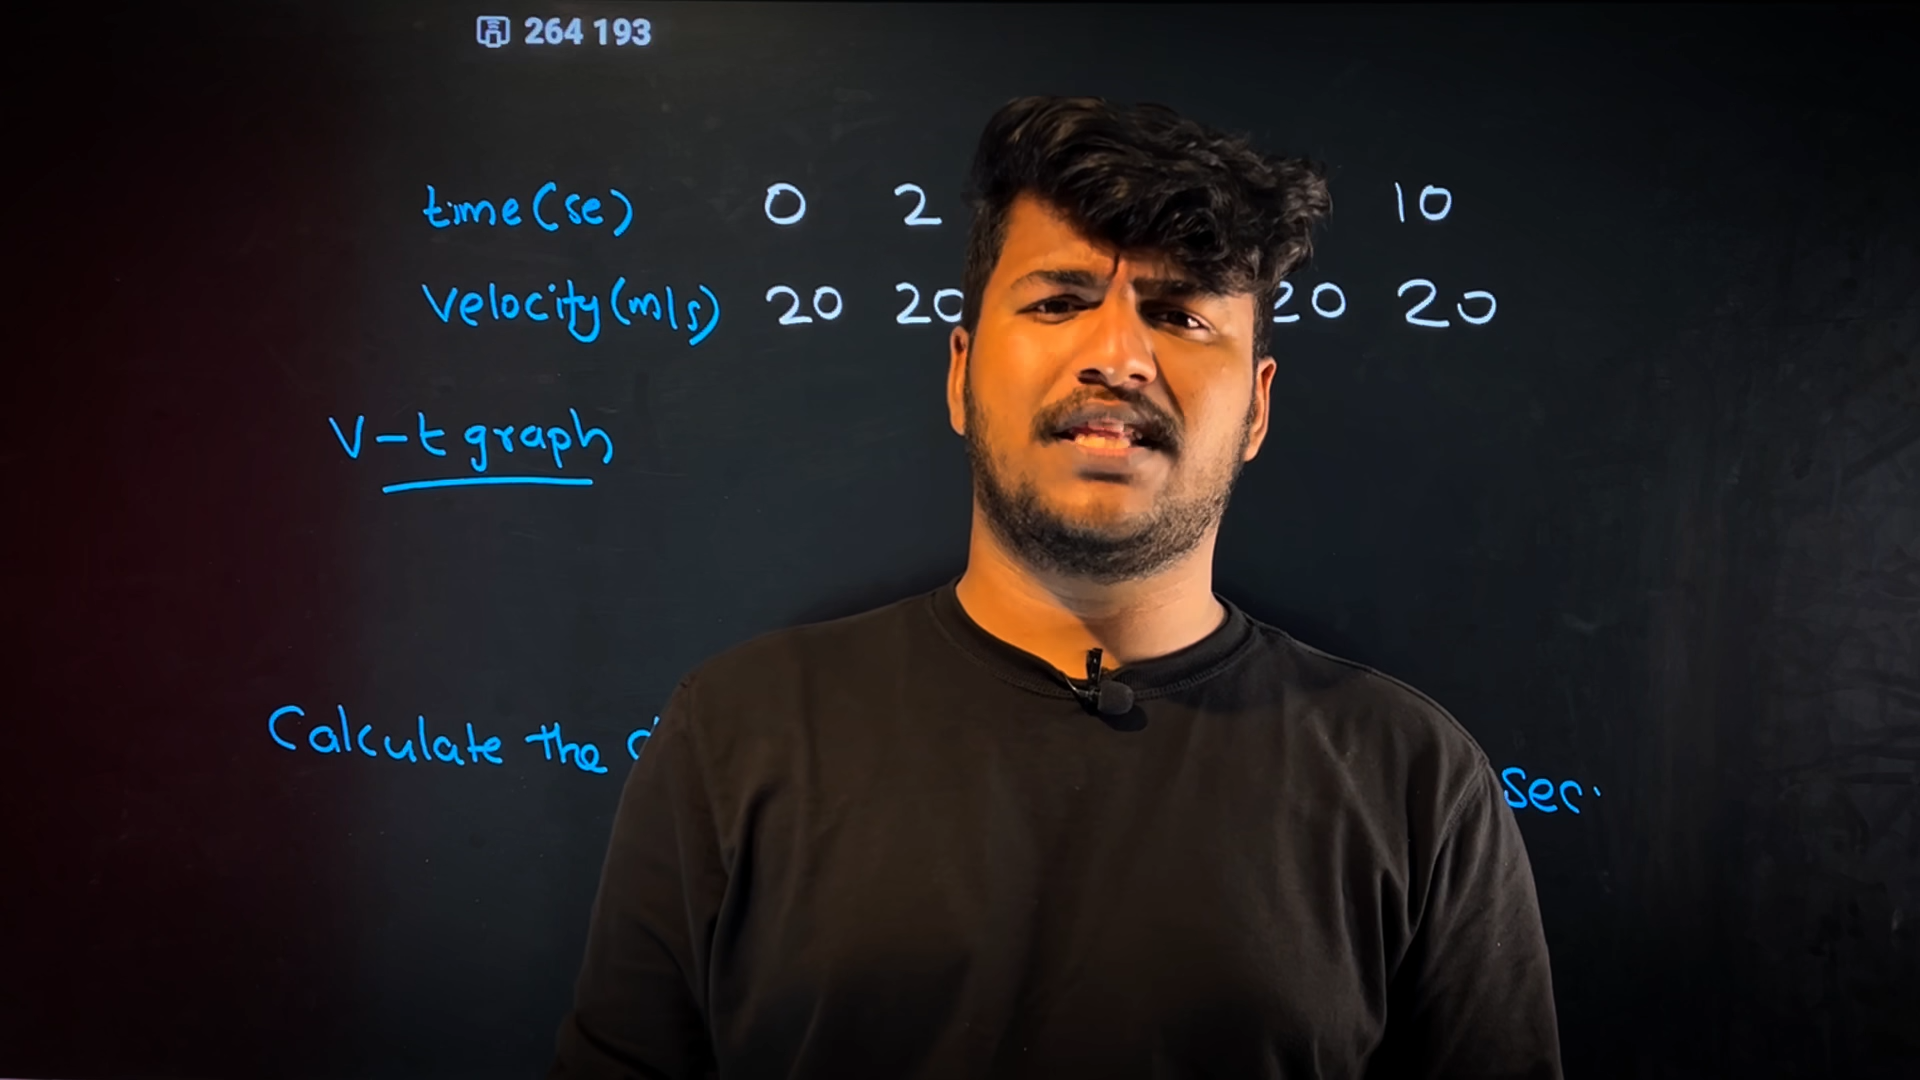 264 193
time (se) 0 2 10
Velocity (m/s) 20 20 20 20
V-t graph
Calculate the
sec.